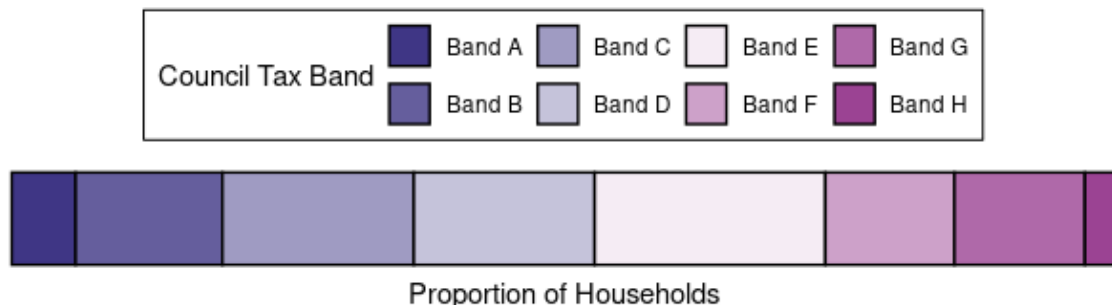 Council Tax Band
Band A
Band C
Band E
Band G
Band B
Band D
Band F
Band H
Proportion of Households